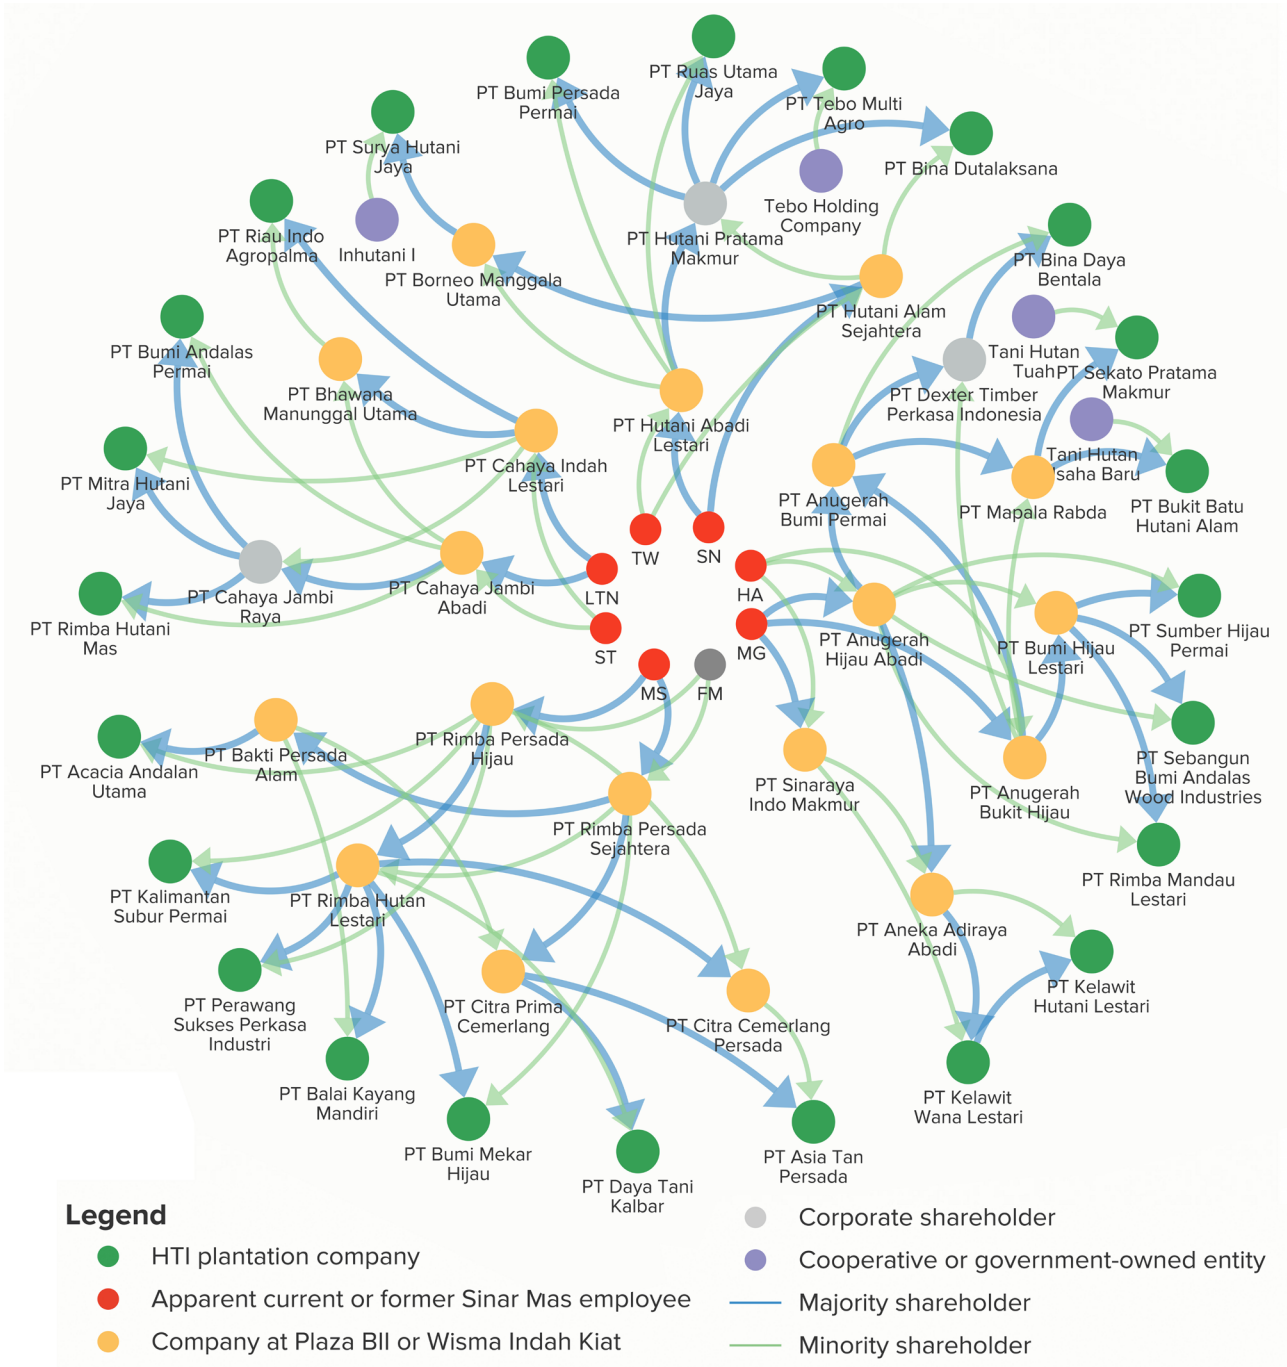 PT Ruas Utama
Jaya
PT Bumi Persada
Permai
PT Tebo Multi
Agro
PT Surya Hutani
Jaya
PT Bina Dutalaksana
Tebo Holding
Company
PT Riau Indo
Agropalma
Inhutani I
PT Hutani Pratama
Makmur
PT Borneo Manggala
Utama
PT Bina Daya
Bentala
PT Hutani Alam
Sejahtera
PT Bumi Andalas
Permai
Tani Hutan
Tuah
PT Sekato Pratama
Makmur
PT Bhawana
Manunggal Utama
PT Dexter Timber
Perkasa Indonesia
PT Hutani Abadi
Lestari
PT Cahaya Indah
Lestari
Tani Hutan
Usaha Baru
PT Mitra Hutani
Jaya
PT Anugerah
Bumi Permai
PT Mapala Rabda
PT Bukit Batu
Hutani Alam
TW
SN
PT Cahaya Jambi
Abadi
PT Cahaya Jambi
Raya
LTN
HA
PT Rimba Hutani
Mas
ST
MG
PT Anugerah
Hijau Abadi
PT Bumi Hijau
Lestari
PT Sumber Hijau
Permai
MS
FM
PT Rimba Persada
Hijau
PT Bakti Persada
Alam
PT Acacia Andalan
Utama
PT Sinaraya
Indo Makmur
PT Anugerah
Bukit Hijau
PT Sebangun
Bumi Andalas
Wood Industries
PT Rimba Persada
Sejahtera
PT Kalimantan
Subur Permai
PT Rimba Hutan
Lestari
PT Rimba Mandau
Lestari
PT Aneka Adiraya
Abadi
PT Perawang
Sukses Perkasa
Industri
PT Citra Prima
Cemerlang
PT Citra Cemerlang
Persada
PT Kelawit
Hutani Lestari
PT Balai Kayang
Mandiri
PT Kelawit
Wana Lestari
PT Bumi Mekar
Hijau
PT Daya Tani
Kalbar
PT Asia Tan
Persada
Legend
HTI plantation company
Apparent current or former Sinar Mas employee
Company at Plaza BII or Wisma Indah Kiat
Corporate shareholder
Cooperative or government-owned entity
Majority shareholder
Minority shareholder